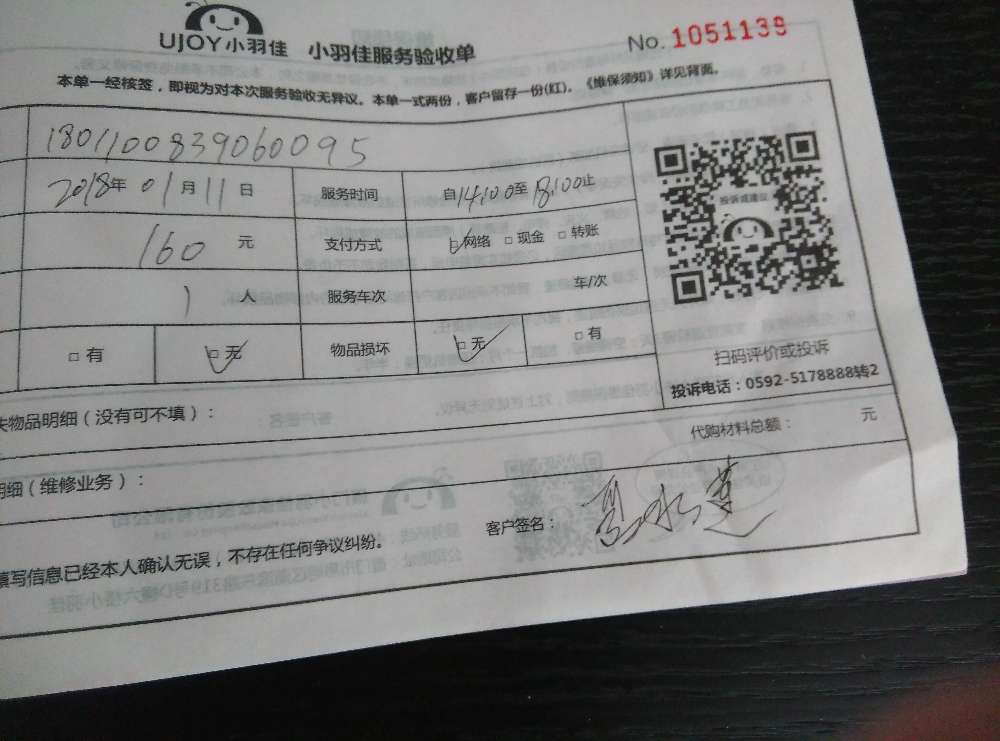 UJOY小羽佳 小羽佳服务验收单 No. 1051139
本单一经核签，即视为对本次服务验收无异议。本单一式两份，客户留存一份(红)。《维保须知》详见背面。
1801100839060095
2018年 01月 11日 服务时间 自14:00至18:00止
160 元 支付方式 □网络 □现金 □转账
1 人 服务车次 车/次
□有 □无 物品损坏 □无 □有
投诉或建议
扫码评价或投诉
投诉电话：0592-5178888转2
失物品明细（没有可不填）：
代购材料总额： 元
明细（维修业务）：
客户签名：
填写信息已经本人确认无误，不存在任何争议纠纷。